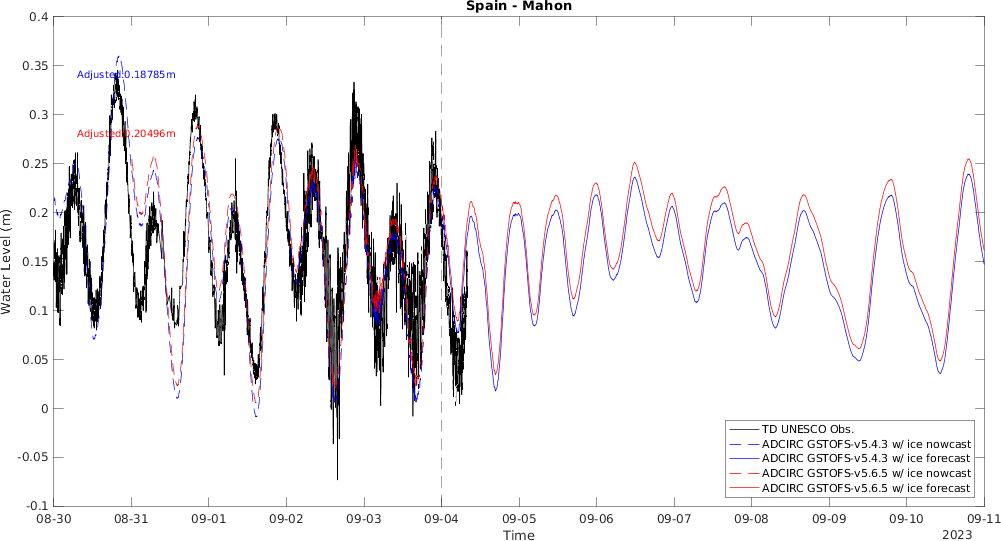 Spain - Mahon
0.4
0.35
0.3
0.25
0.2
0.15
0.1
0.05
0
-0.05
-0.1
Water Level (m)
Adjusted:0.18785m
Adjusted:0.20496m
TD UNESCO Obs.
ADCIRC GSTOFS-v5.4.3 w/ ice nowcast
ADCIRC GSTOFS-v5.4.3 w/ ice forecast
ADCIRC GSTOFS-v5.6.5 w/ ice nowcast
ADCIRC GSTOFS-v5.6.5 w/ ice forecast
08-30 08-31 09-01 09-02 09-03 09-04 09-05 09-06 09-07 09-08 09-09 09-10 09-11
Time
2023